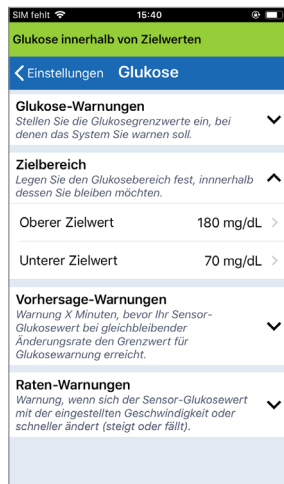 SIM fehlt 15:40
Glukose innerhalb von Zielwerten
Einstellungen Glukose
Glukose-Warnungen
Stellen Sie die Glukosegrenzwerte ein, bei
denen das System Sie warnen soll.
Zielbereich
Legen Sie den Glukosebereich fest, innnerhalb
dessen Sie bleiben möchten.
Oberer Zielwert 180 mg/dL
Unterer Zielwert 70 mg/dL
Vorhersage-Warnungen
Warnung X Minuten, bevor Ihr Sensor-
Glukosewert bei gleichbleibender
Änderungsrate den Grenzwert für
Glukosewarnung erreicht.
Raten-Warnungen
Warnung, wenn sich der Sensor-Glukosewert
mit der eingestellten Geschwindigkeit oder
schneller ändert (steigt oder fällt).